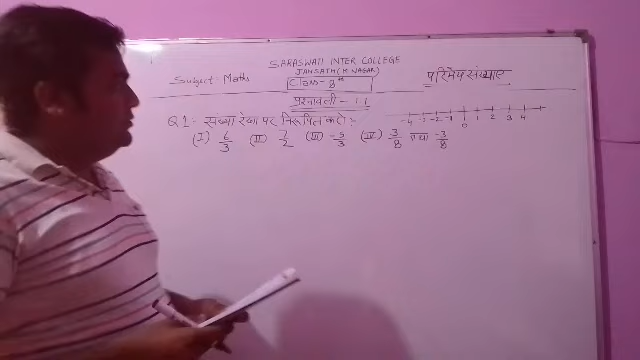 SARASWATI INTER COLLEGE
JANSATH (M NAGAR)
Subject - Maths
Class - 8th
परिमेय संख्याएँ
प्रश्नावली - 1.1
Q1 - संख्या रेखा पर निरूपित करो :-
-4 -3 -2 -1 0 1 2 3 4
(I) 6/3 (II) 7/2 (III) -5/3 (IV) 3/8 तथा -3/8